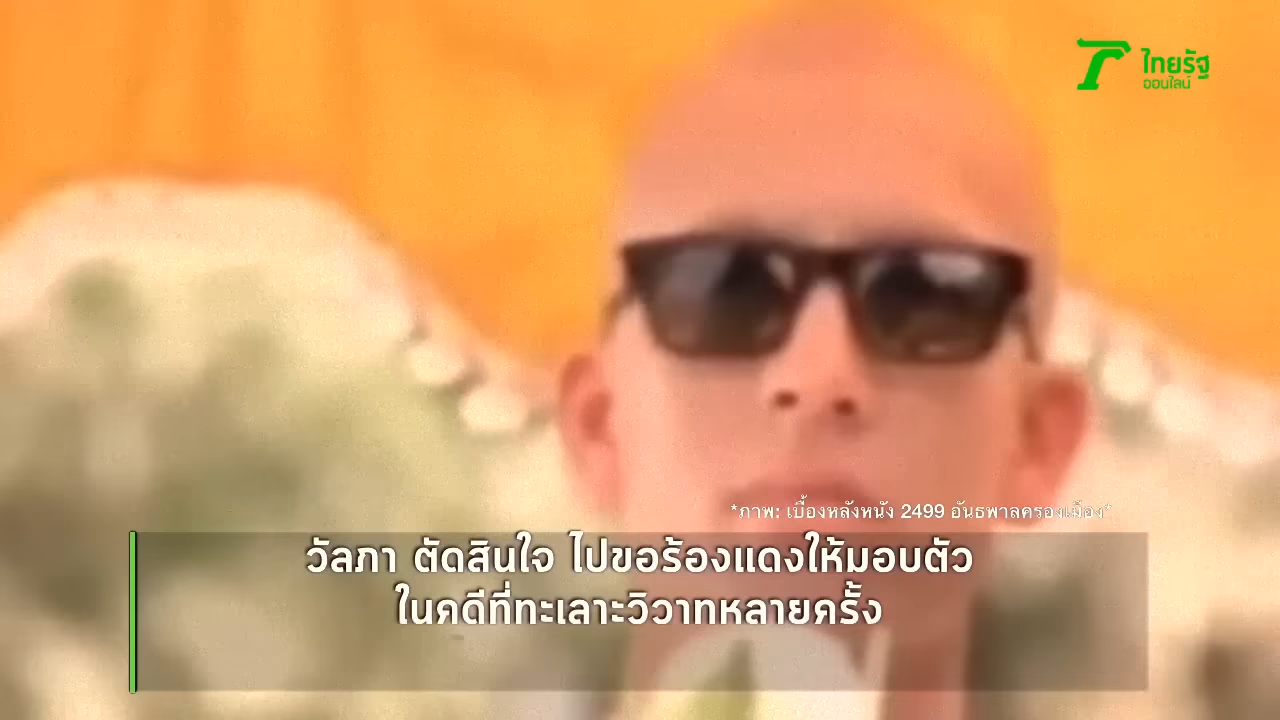 ไทยรัฐ
ออนไลน์
*ภาพ: เบื้องหลังหนัง 2499 อันธพาลครองเมือง*
วัลภา ตัดสินใจ ไปขอร้องแดงให้มอบตัว
ในคดีที่ทะเลาะวิวาทหลายครั้ง